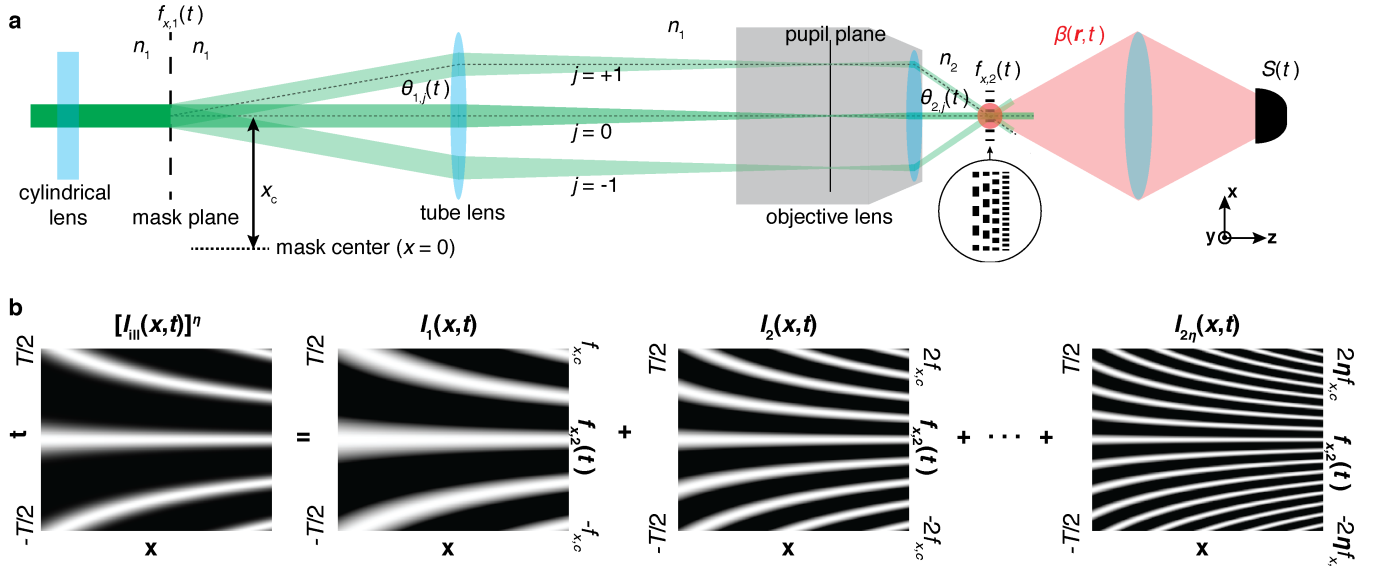 a
f_{x,1}(t)
n_1
n_1
n_1
pupil plane
n_2
f_{x,2}(t)
β(r,t)
S(t)
θ_{1,j}(t)
j = +1
θ_{2,j}(t)
j = 0
x_c
j = -1
cylindrical
lens
mask plane
tube lens
objective lens
mask center (x = 0)
x
y
z
b
[I_{ill}(x,t)]^η
I_1(x,t)
I_2(x,t)
I_{2η}(x,t)
T/2
t
-T/2
x
=
T/2
-T/2
x
f_{x,c}
f_{x,2}(t)
-f_{x,c}
+
T/2
-T/2
x
2f_{x,c}
f_{x,2}(t)
-2f_{x,c}
+ · · · +
T/2
-T/2
x
2ηf_{x,c}
f_{x,2}(t)
-2ηf_{x,